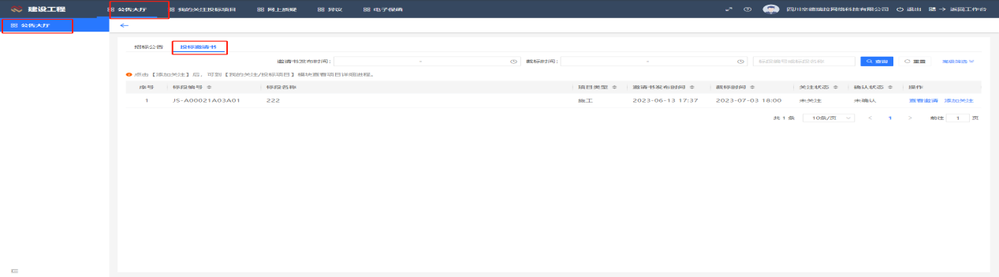 建设工程 公告大厅 我的关注投标项目 网上质疑 异议 电子保函 四川安德瑞拉网络科技有限公司 退出 返回工作台
公告大厅
招标公告 投标邀请书
邀请书发布时间: - 截标时间: - 标段编号或标段名称 查询 重置 高级筛选
点击【添加关注】后，可到【我的关注/投标项目】模块查看项目详细进程。
序号 标段编号 标段名称 项目类型 邀请书发布时间 截标时间 关注状态 确认状态 操作
1 JS-A00021A03A01 222 施工 2023-06-13 17:37 2023-07-03 18:00 未关注 未确认 查看邀请 添加关注
共 1 条 10条/页 < 1 > 前往 1 页